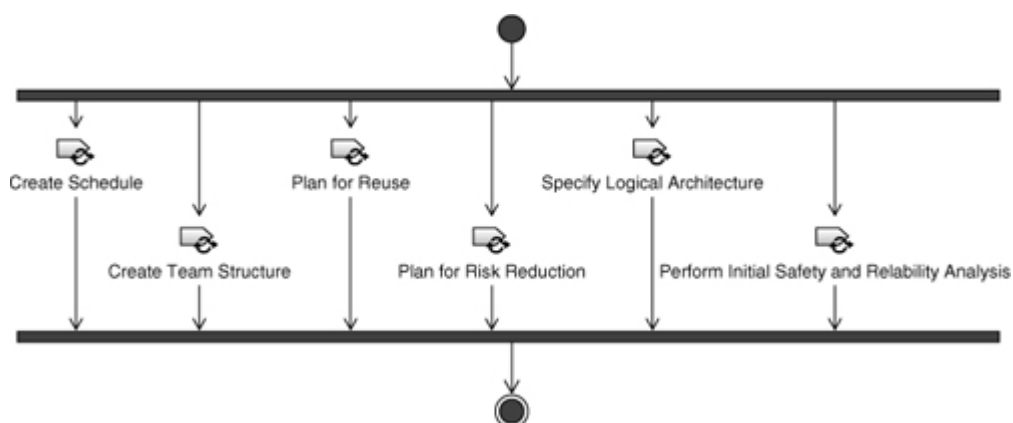 Create Schedule
Plan for Reuse
Specify Logical Architecture
Create Team Structure
Plan for Risk Reduction
Perform Initial Safety and Relability Analysis